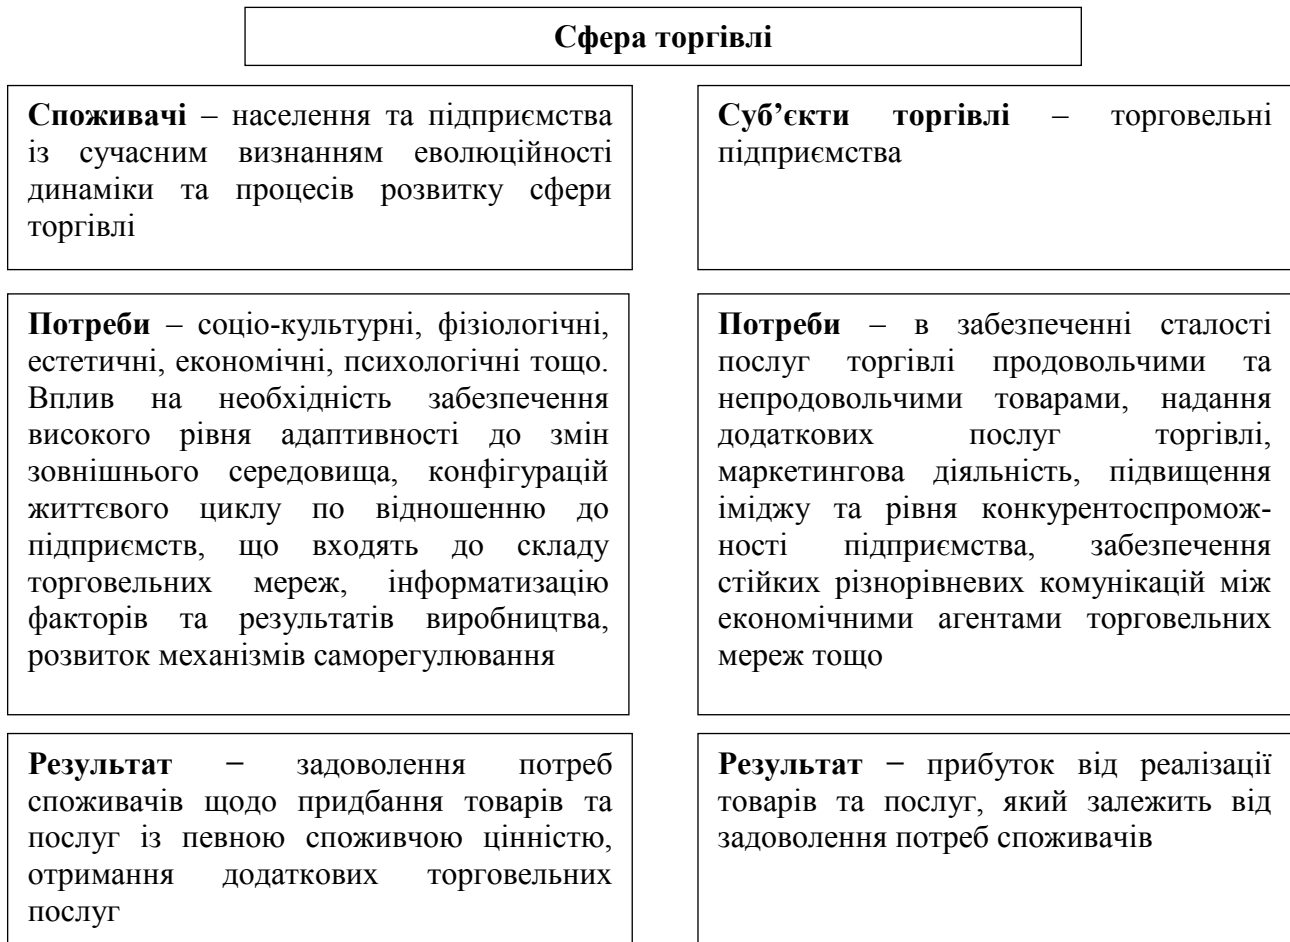 Сфера торгівлі
Споживачі – населення та підприємства
із сучасним визнанням еволюційності
динаміки та процесів розвитку сфери
торгівлі
Суб’єкти торгівлі – торговельні
підприємства
Потреби – соціо-культурні, фізіологічні,
естетичні, економічні, психологічні тощо.
Вплив на необхідність забезпечення
високого рівня адаптивності до змін
зовнішнього середовища, конфігурацій
життєвого циклу по відношенню до
підприємств, що входять до складу
торговельних мереж, інформатизацію
факторів та результатів виробництва,
розвиток механізмів саморегулювання
Потреби – в забезпеченні сталості
послуг торгівлі продовольчими та
непродовольчими товарами, надання
додаткових послуг торгівлі,
маркетингова діяльність, підвищення
іміджу та рівня конкурентоспромож-
ності підприємства, забезпечення
стійких різнорівневих комунікацій між
економічними агентами торговельних
мереж тощо
Результат – задоволення потреб
споживачів щодо придбання товарів та
послуг із певною споживчою цінністю,
отримання додаткових торговельних
послуг
Результат – прибуток від реалізації
товарів та послуг, який залежить від
задоволення потреб споживачів